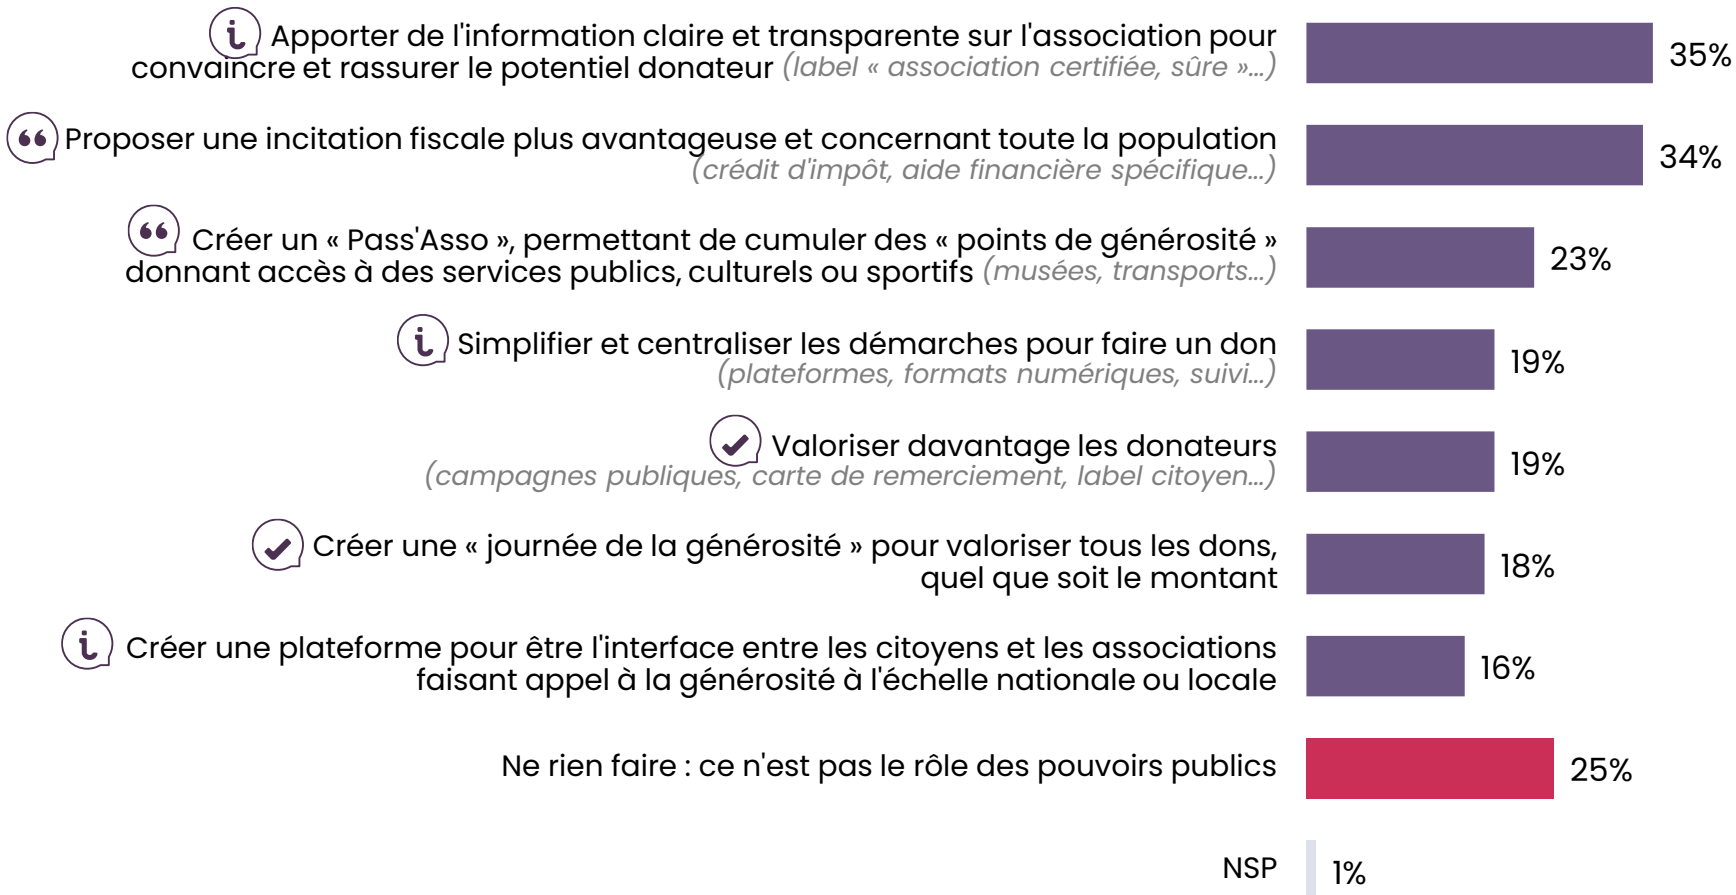 Apporter de l'information claire et transparente sur l'association pour
convaincre et rassurer le potentiel donateur (label « association certifiée, sûre »...)
35%
Proposer une incitation fiscale plus avantageuse et concernant toute la population
(crédit d'impôt, aide financière spécifique...)
34%
Créer un « Pass'Asso », permettant de cumuler des « points de générosité »
donnant accès à des services publics, culturels ou sportifs (musées, transports...)
23%
Simplifier et centraliser les démarches pour faire un don
(plateformes, formats numériques, suivi...)
19%
Valoriser davantage les donateurs
(campagnes publiques, carte de remerciement, label citoyen...)
19%
Créer une « journée de la générosité » pour valoriser tous les dons,
quel que soit le montant
18%
Créer une plateforme pour être l'interface entre les citoyens et les associations
faisant appel à la générosité à l'échelle nationale ou locale
16%
Ne rien faire : ce n'est pas le rôle des pouvoirs publics
25%
NSP
1%